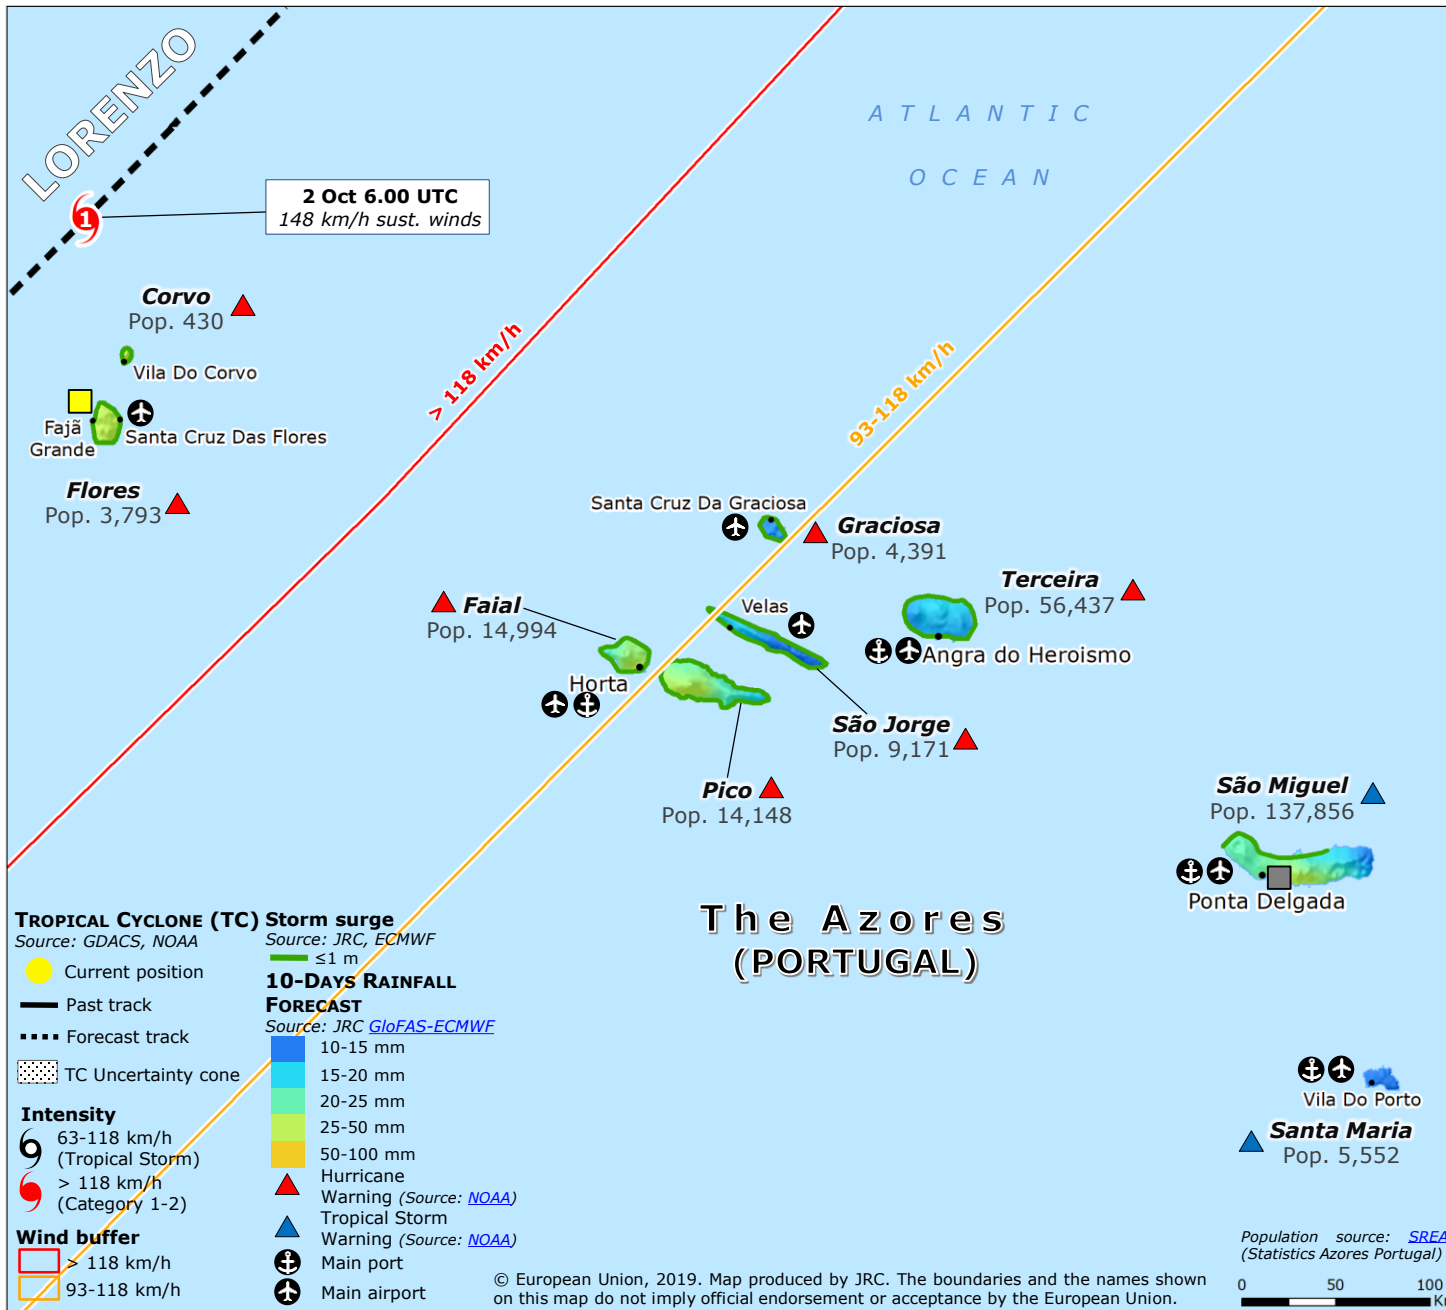 LORENZO
ATLANTIC
OCEAN
2 Oct 6.00 UTC
148 km/h sust. winds
1
Corvo
Pop. 430
Vila Do Corvo
Fajã
Grande
Santa Cruz Das Flores
Flores
Pop. 3,793
> 118 km/h
93-118 km/h
Santa Cruz Da Graciosa
Graciosa
Pop. 4,391
Terceira
Pop. 56,437
Faial
Pop. 14,994
Velas
Angra do Heroismo
Horta
São Jorge
Pop. 9,171
Pico
Pop. 14,148
São Miguel
Pop. 137,856
Ponta Delgada
The Azores
(PORTUGAL)
Vila Do Porto
Santa Maria
Pop. 5,552
TROPICAL CYCLONE (TC)
Source: GDACS, NOAA
Current position
Past track
Forecast track
TC Uncertainty cone
Intensity
63-118 km/h
(Tropical Storm)
> 118 km/h
(Category 1-2)
Wind buffer
> 118 km/h
93-118 km/h
Storm surge
Source: JRC, ECMWF
≤1 m
10-DAYS RAINFALL
FORECAST
Source: JRC GloFAS-ECMWF
10-15 mm
15-20 mm
20-25 mm
25-50 mm
50-100 mm
Hurricane
Warning (Source: NOAA)
Tropical Storm
Warning (Source: NOAA)
Main port
Main airport
© European Union, 2019. Map produced by JRC. The boundaries and the names shown
on this map do not imply official endorsement or acceptance by the European Union.
Population source: SREA
(Statistics Azores Portugal)
0 50 100
K